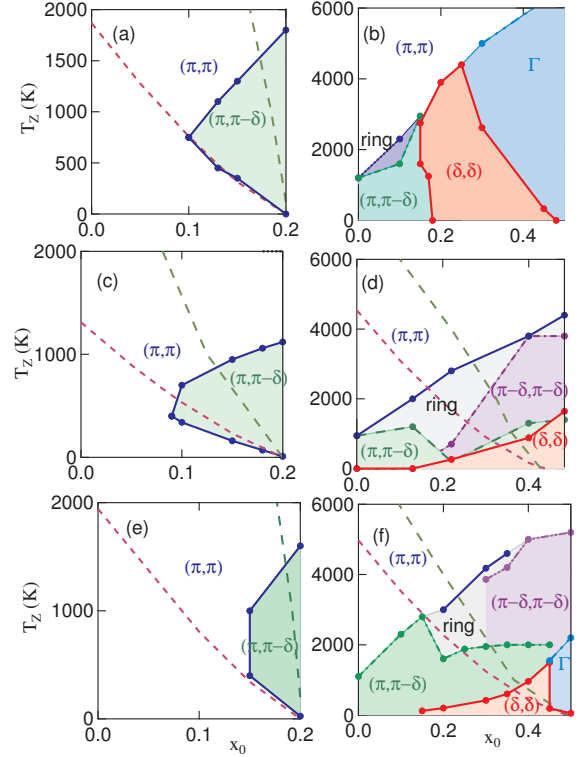 2000
1500
1000
500
0
T_Z (K)
(a)
(π,π)
(π,π−δ)
0.0
0.1
0.2
6000
4000
2000
0
(b)
(π,π)
ring
(π,π−δ)
(δ,δ)
Γ
0.0
0.2
0.4
2000
1000
0
T_Z (K)
(c)
(π,π)
(π,π−δ)
0.0
0.1
0.2
6000
4000
2000
0
(d)
(π,π)
ring
(π−δ,π−δ)
(π,π−δ)
(δ,δ)
0.0
0.2
0.4
2000
1000
0
T_Z (K)
(e)
(π,π)
(π,π−δ)
0.0
0.1
0.2
x_0
6000
4000
2000
0
(f)
(π,π)
ring
(π−δ,π−δ)
(π,π−δ)
Γ
(δ,δ)
0.0
0.2
0.4
x_0